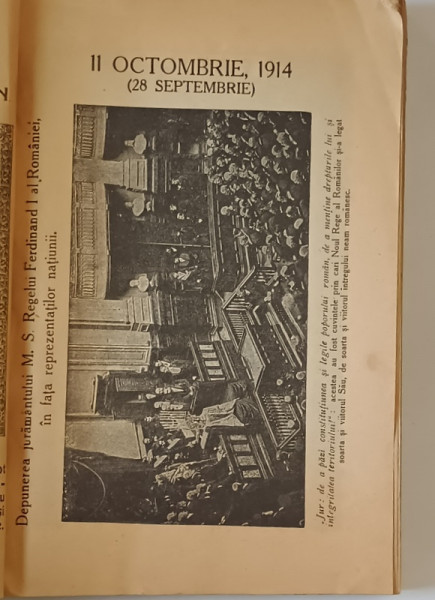 11 OCTOMBRIE, 1914
(28 SEPTEMBRIE)
Depunerea jurământului M. S. Regelui Ferdinand I al României,
în fața reprezentaților națiunii.
„Jur: de a păzi constituțiunea și legile poporului român, de a menține drepturile lui și
integritatea teritoriului!": acestea au fost cuvintele prin cari Noul Rege al Românilor și-a legat
soarta și viitorul Său, de soarta și viitorul întregului neam românesc.